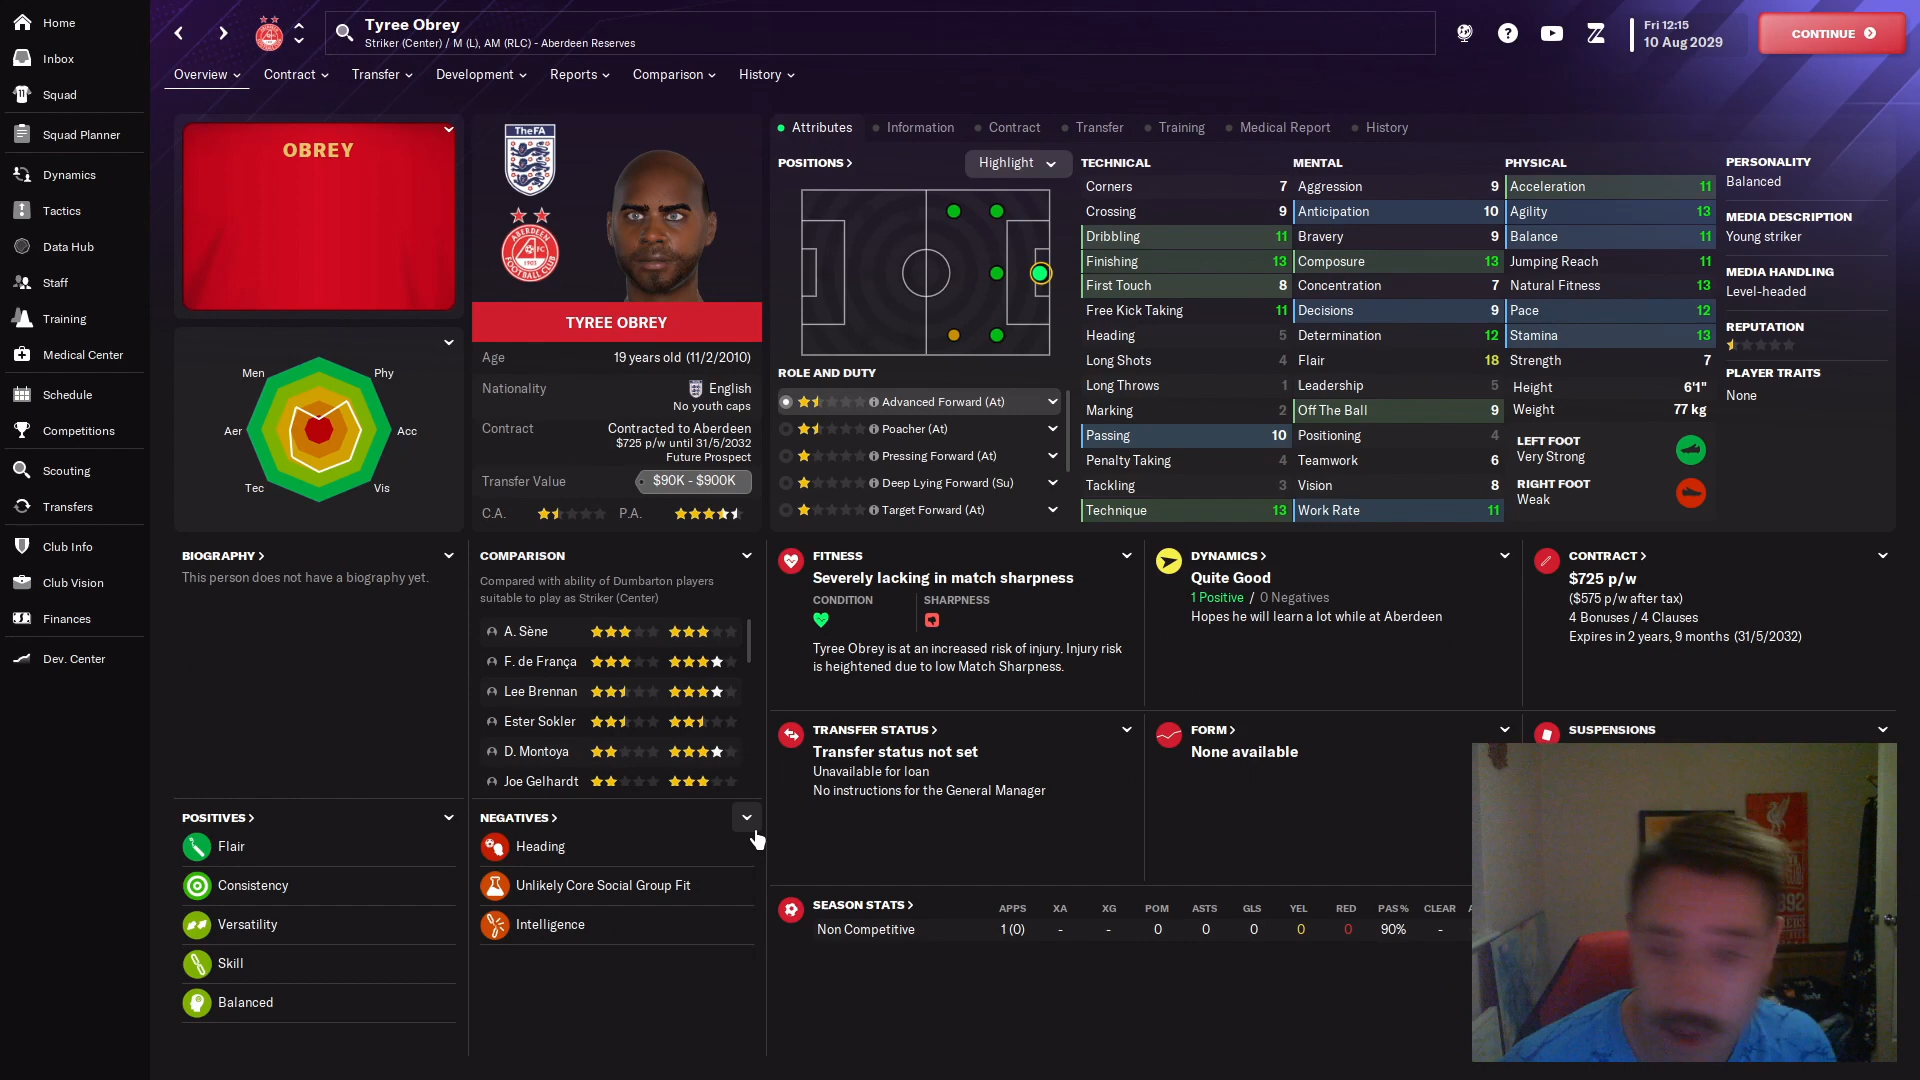 Home
Inbox
Squad
Squad Planner
Dynamics
Tactics
Data Hub
Staff
Training
Medical Center
Schedule
Competitions
Scouting
Transfers
Club Info
Club Vision
Finances
Dev. Center
Tyree Obrey
Striker (Center) / M (L), AM (RLC) - Aberdeen Reserves
Fri 12:15
10 Aug 2029
CONTINUE
Overview
Contract
Transfer
Development
Reports
Comparison
History
OBREY
Men
Phy
Aer
Acc
Tec
Vis
TheFA
ABERDEEN
FOOTBALL CLUB
1903
TYREE OBREY
Age 19 years old (11/2/2010)
Nationality English
No youth caps
Contract Contracted to Aberdeen
$725 p/w until 31/5/2032
Future Prospect
Transfer Value $90K - $900K
C.A. P.A.
Attributes
Information
Contract
Transfer
Training
Medical Report
History
POSITIONS
Highlight
ROLE AND DUTY
Advanced Forward (At)
Poacher (At)
Pressing Forward (At)
Deep Lying Forward (Su)
Target Forward (At)
TECHNICAL
Corners 7
Crossing 9
Dribbling 11
Finishing 13
First Touch 8
Free Kick Taking 11
Heading 5
Long Shots 4
Long Throws 1
Marking 2
Passing 10
Penalty Taking 4
Tackling 3
Technique 13
MENTAL
Aggression 9
Anticipation 10
Bravery 9
Composure 13
Concentration 7
Decisions 9
Determination 12
Flair 18
Leadership 5
Off The Ball 9
Positioning 4
Teamwork 6
Vision 8
Work Rate 11
PHYSICAL
Acceleration 11
Agility 13
Balance 11
Jumping Reach 11
Natural Fitness 13
Pace 12
Stamina 13
Strength 7
Height 6'1"
Weight 77 kg
LEFT FOOT
Very Strong
RIGHT FOOT
Weak
PERSONALITY
Balanced
MEDIA DESCRIPTION
Young striker
MEDIA HANDLING
Level-headed
REPUTATION
PLAYER TRAITS
None
BIOGRAPHY
This person does not have a biography yet.
COMPARISON
Compared with ability of Dumbarton players
suitable to play as Striker (Center)
A. Sène
F. de França
Lee Brennan
Ester Sokler
D. Montoya
Joe Gelhardt
POSITIVES
Flair
Consistency
Versatility
Skill
Balanced
NEGATIVES
Heading
Unlikely Core Social Group Fit
Intelligence
FITNESS
Severely lacking in match sharpness
CONDITION
SHARPNESS
Tyree Obrey is at an increased risk of injury. Injury risk
is heightened due to low Match Sharpness.
DYNAMICS
Quite Good
1 Positive / 0 Negatives
Hopes he will learn a lot while at Aberdeen
CONTRACT
$725 p/w
($575 p/w after tax)
4 Bonuses / 4 Clauses
Expires in 2 years, 9 months (31/5/2032)
TRANSFER STATUS
Transfer status not set
Unavailable for loan
No instructions for the General Manager
FORM
None available
SUSPENSIONS
SEASON STATS APPS XA XG POM ASTS GLS YEL RED PAS % CLEAR
Non Competitive 1 (0) - - 0 0 0 0 0 90% -